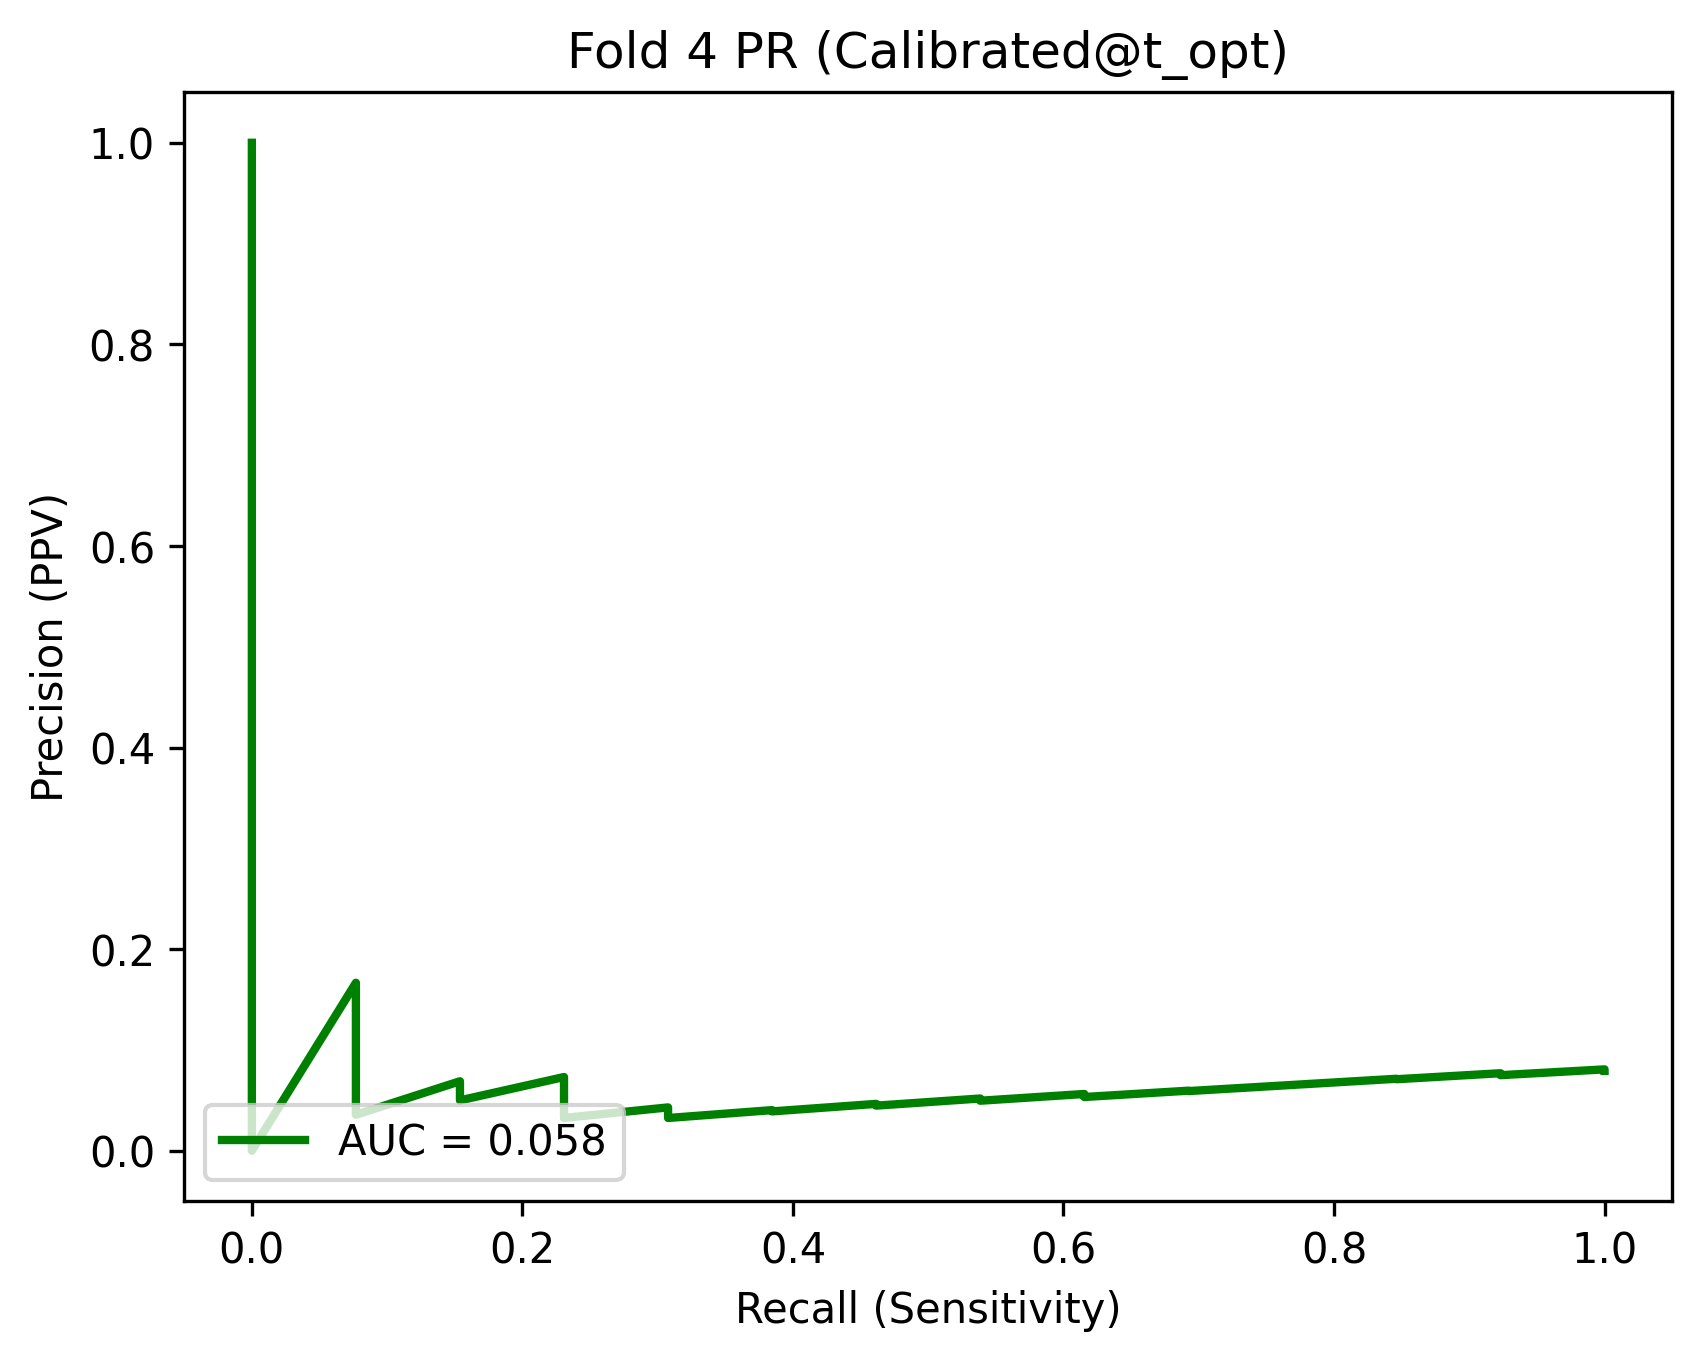 Fold 4 PR (Calibrated@t_opt)
Precision (PPV)
1.0
0.8
0.6
0.4
0.2
0.0
AUC = 0.058
0.0 0.2 0.4 0.6 0.8 1.0
Recall (Sensitivity)